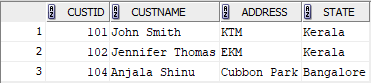 CUSTID CUSTNAME ADDRESS STATE
1 101 John Smith KTM Kerala
2 102 Jennifer Thomas EKM Kerala
3 104 Anjala Shinu Cubbon Park Bangalore